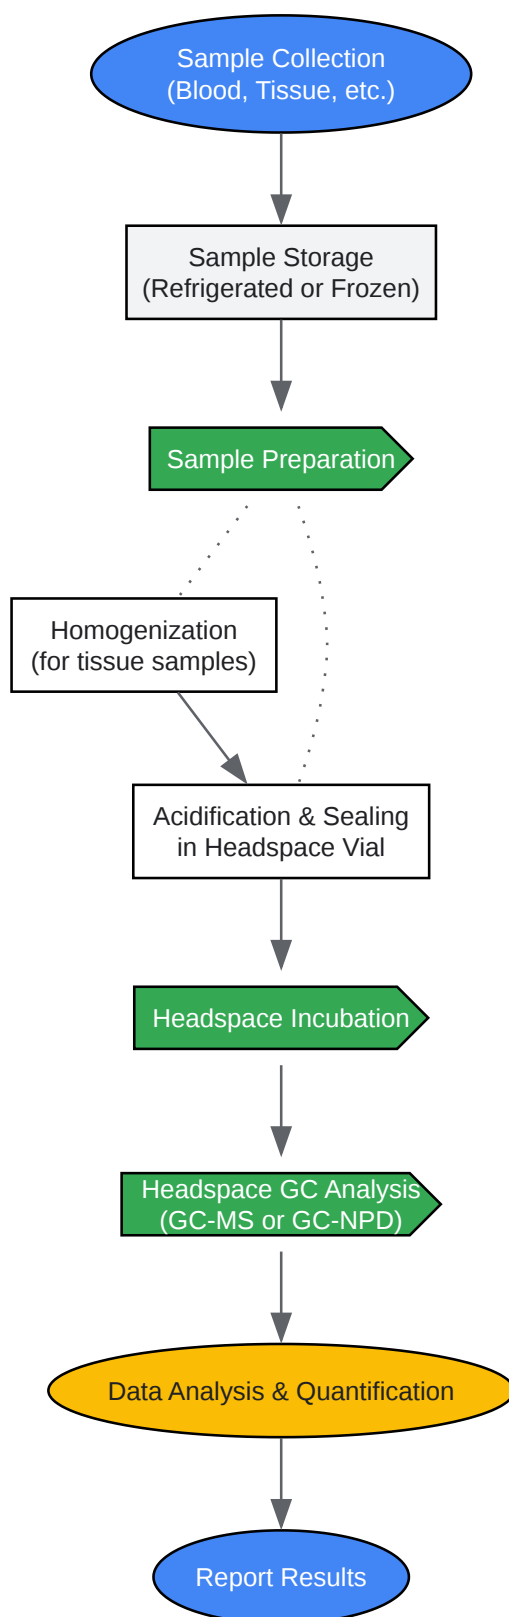 Sample Collection
(Blood, Tissue, etc.)
Sample Storage
(Refrigerated or Frozen)
Sample Preparation
Homogenization
(for tissue samples)
Acidification & Sealing
in Headspace Vial
Headspace Incubation
Headspace GC Analysis
(GC-MS or GC-NPD)
Data Analysis & Quantification
Report Results